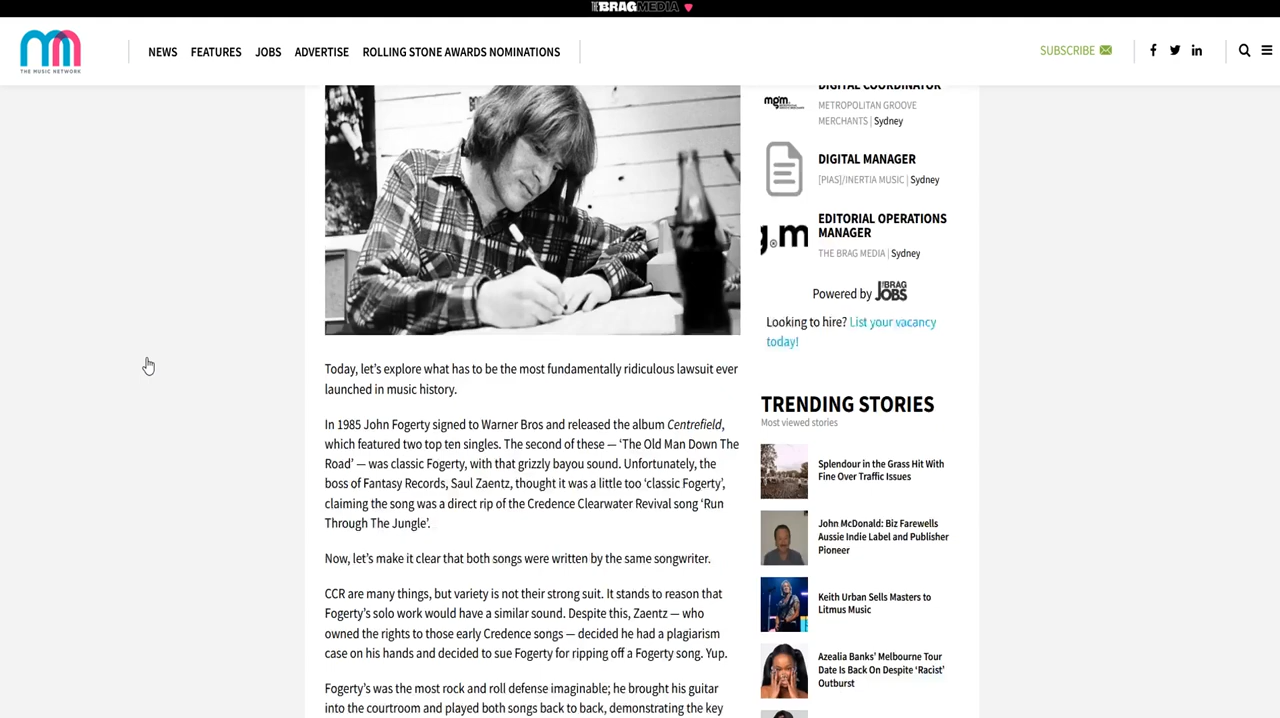 THE BRAG MEDIA
THE MUSIC NETWORK
NEWS FEATURES JOBS ADVERTISE ROLLING STONE AWARDS NOMINATIONS
SUBSCRIBE
DIGITAL COORDINATOR
mgm.
METROPOLITAN GROOVE
MERCHANTS | Sydney
DIGITAL MANAGER
[PIAS]/INERTIA MUSIC | Sydney
EDITORIAL OPERATIONS
MANAGER
g.m
THE BRAG MEDIA | Sydney
Powered by THE BRAG JOBS
Looking to hire? List your vacancy
today!
Today, let’s explore what has to be the most fundamentally ridiculous lawsuit ever
launched in music history.
In 1985 John Fogerty signed to Warner Bros and released the album Centrefield,
which featured two top ten singles. The second of these — ‘The Old Man Down The
Road’ — was classic Fogerty, with that grizzly bayou sound. Unfortunately, the
boss of Fantasy Records, Saul Zaentz, thought it was a little too ‘classic Fogerty’,
claiming the song was a direct rip of the Credence Clearwater Revival song ‘Run
Through The Jungle’.
Now, let’s make it clear that both songs were written by the same songwriter.
CCR are many things, but variety is not their strong suit. It stands to reason that
Fogerty’s solo work would have a similar sound. Despite this, Zaentz — who
owned the rights to those early Credence songs — decided he had a plagiarism
case on his hands and decided to sue Fogerty for ripping off a Fogerty song. Yup.
Fogerty’s was the most rock and roll defense imaginable; he brought his guitar
into the courtroom and played both songs back to back, demonstrating the key
TRENDING STORIES
Most viewed stories
Splendour in the Grass Hit With
Fine Over Traffic Issues
John McDonald: Biz Farewells
Aussie Indie Label and Publisher
Pioneer
Keith Urban Sells Masters to
Litmus Music
Azealia Banks’ Melbourne Tour
Date Is Back On Despite ‘Racist’
Outburst